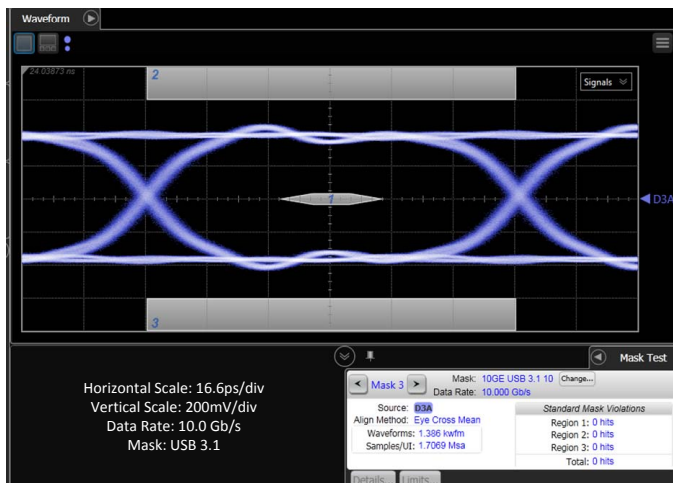 Waveform
24.03873 ns
2
Signals
1
D3A
3
Mask Test
Mask 3
Mask: 10GE USB 3.1 10 Change...
Data Rate: 10.000 Gb/s
Source: D3A
Align Method: Eye Cross Mean
Waveforms: 1.386 kwfm
Samples/UI: 1.7069 Msa
Standard Mask Violations
Region 1: 0 hits
Region 2: 0 hits
Region 3: 0 hits
Total: 0 hits
Details... Limits...
Horizontal Scale: 16.6ps/div
Vertical Scale: 200mV/div
Data Rate: 10.0 Gb/s
Mask: USB 3.1